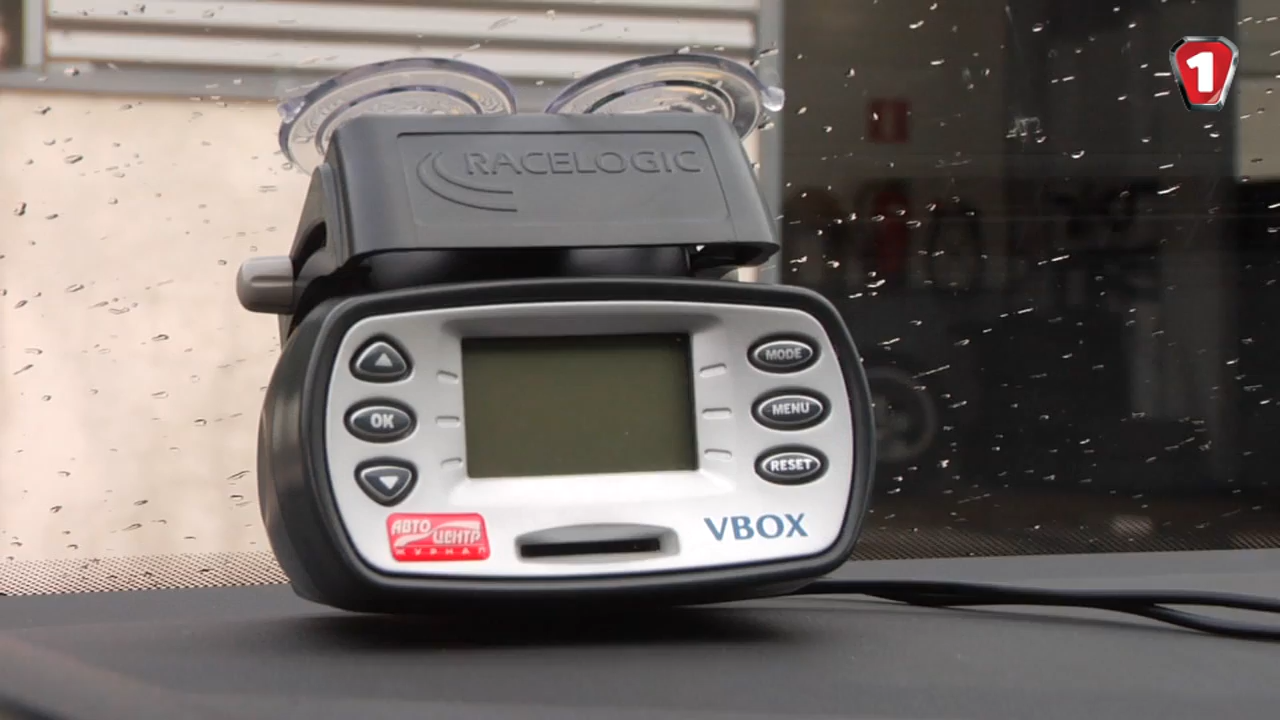 1
RACELOGIC
MODE
OK
MENU
RESET
АВТО
ЦЕНТР
ЖУРНАЛ
VBOX